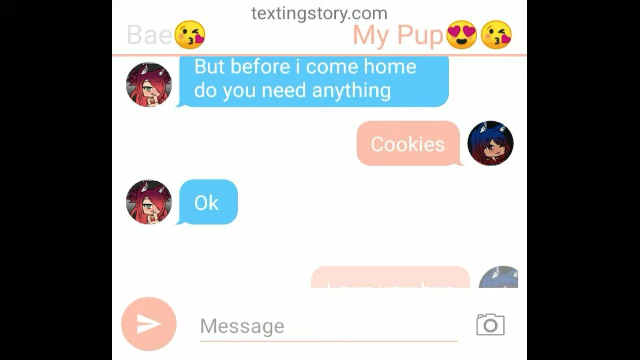 textingstory.com
Bae😘
My Pup😍😘
But before i come home
do you need anything
Cookies
Ok
Message